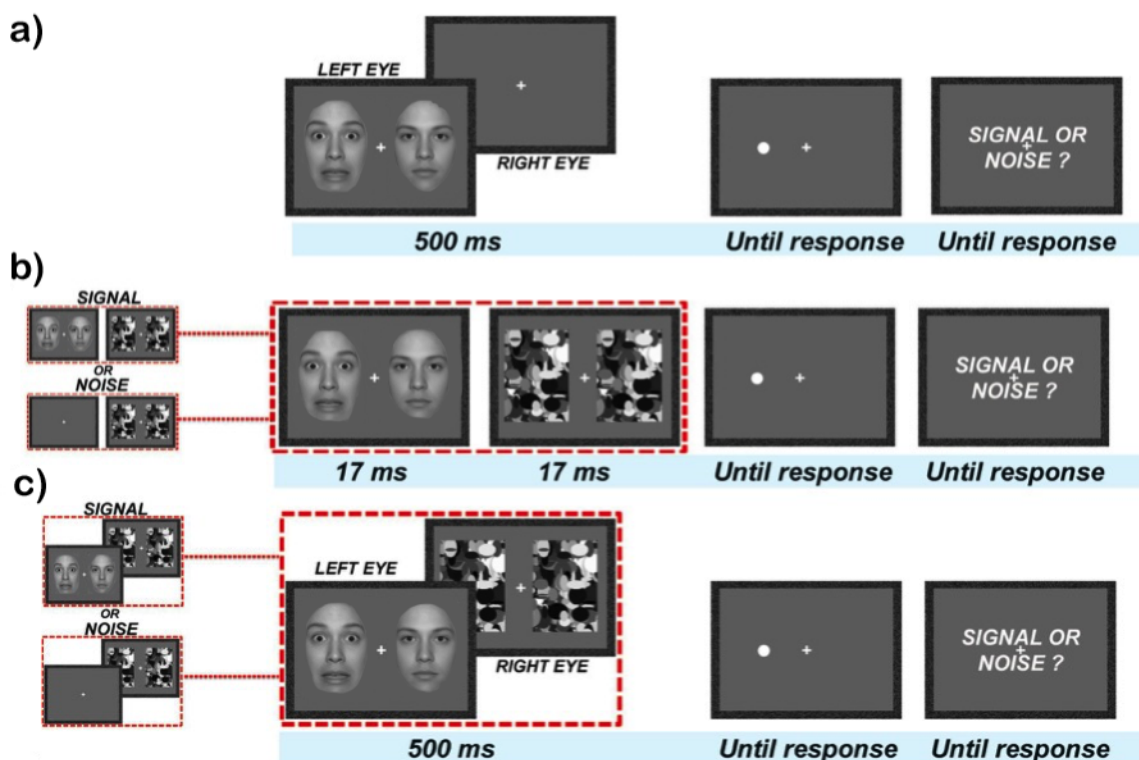 a)
LEFT EYE
RIGHT EYE
SIGNAL OR
NOISE ?
500 ms
Until response
Until response
b)
SIGNAL
OR
NOISE
SIGNAL OR
NOISE ?
17 ms
17 ms
Until response
Until response
c)
SIGNAL
OR
NOISE
LEFT EYE
RIGHT EYE
SIGNAL OR
NOISE ?
500 ms
Until response
Until response